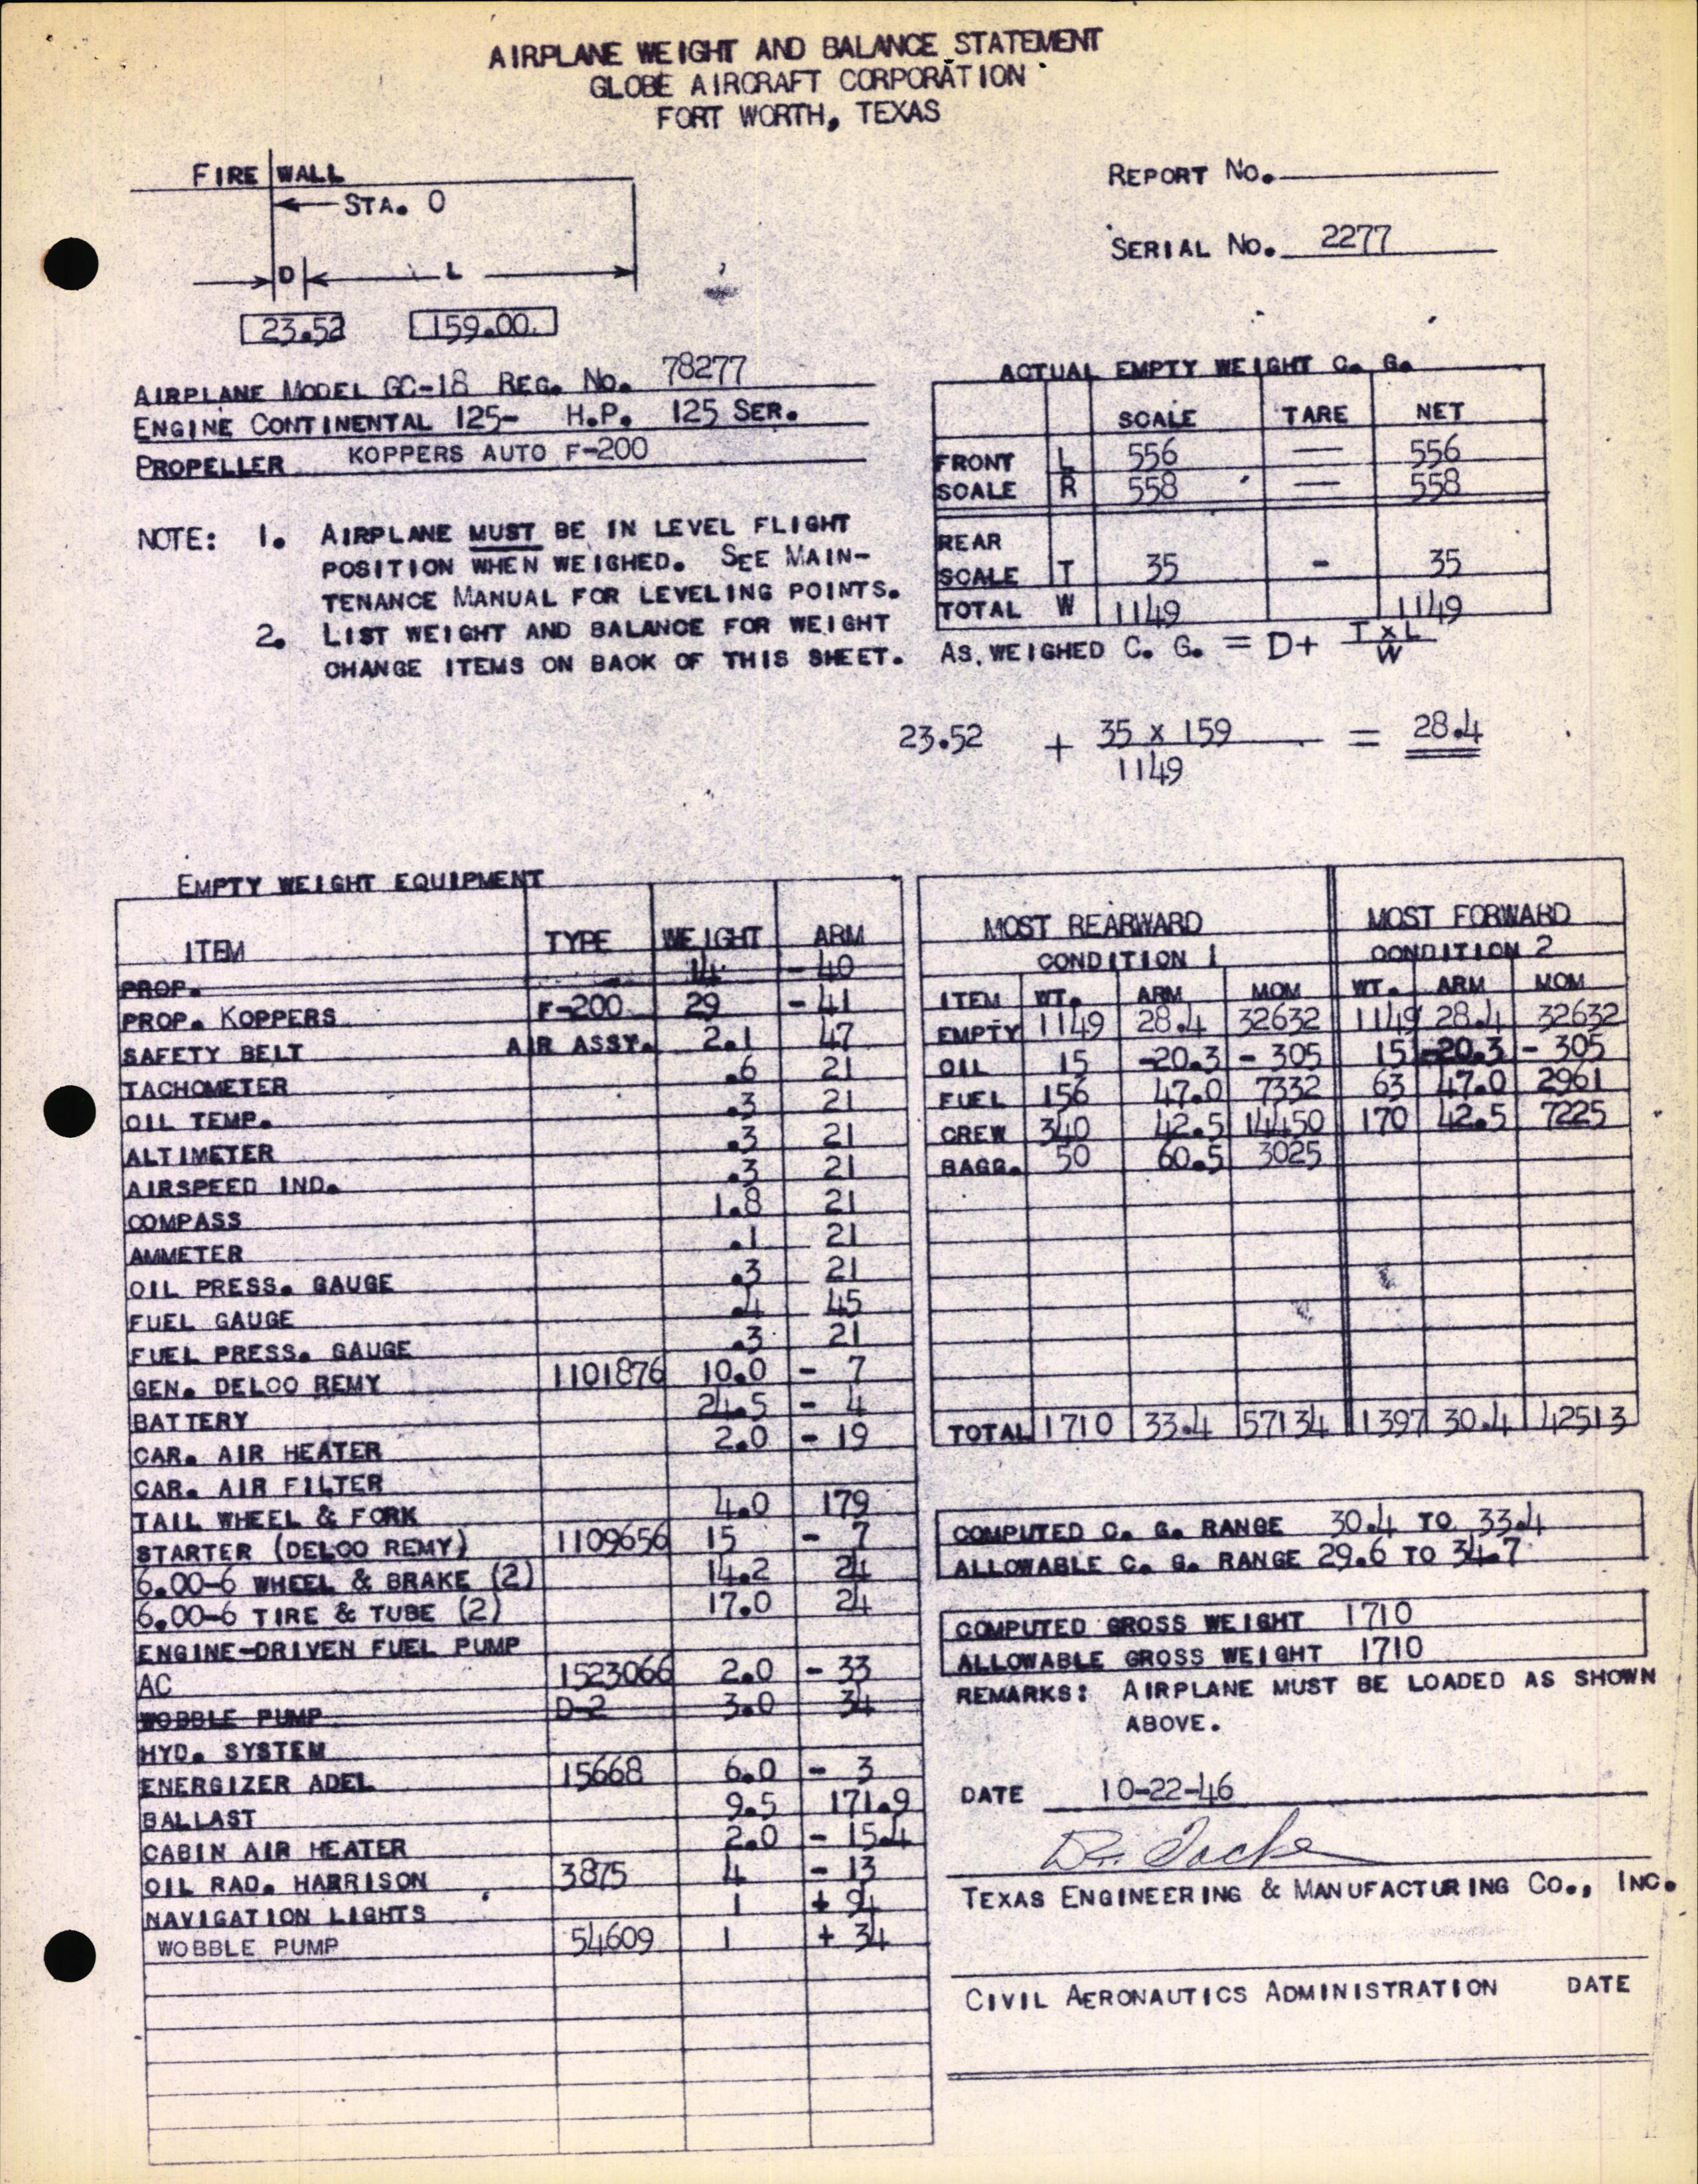 AIRPLANE WEIGHT AND BALANCE STATEMENT
GLOBE AIRCRAFT CORPORATION
FORT WORTH, TEXAS
FIRE WALL
STA. 0
D L
23.52 159.00
REPORT NO.
SERIAL NO. 2277
AIRPLANE MODEL GC-1B REG. NO. 78277
ENGINE CONTINENTAL 125- H.P. 125 SER.
PROPELLER KOPPERS AUTO F-200
NOTE: 1. AIRPLANE MUST BE IN LEVEL FLIGHT
POSITION WHEN WEIGHED. SEE MAIN-
TENANCE MANUAL FOR LEVELING POINTS.
2. LIST WEIGHT AND BALANCE FOR WEIGHT
CHANGE ITEMS ON BACK OF THIS SHEET.
ACTUAL EMPTY WEIGHT C. G.
SCALE TARE NET
FRONT L 556 — 556
SCALE R 558 — 558
REAR
SCALE T 35 - 35
TOTAL W 1149 1149
AS WEIGHED C. G. = D+ T x L
W
23.52 + 35 x 159 = 28.4
1149
EMPTY WEIGHT EQUIPMENT
ITEM TYPE WEIGHT ARM
PROP. 14 - 40
PROP. KOPPERS F-200 29 - 41
SAFETY BELT AIR ASSY. 2.1 47
TACHOMETER .6 21
OIL TEMP. .3 21
ALTIMETER .3 21
AIRSPEED IND. .3 21
COMPASS 1.8 21
AMMETER .1 21
OIL PRESS. GAUGE .3 21
FUEL GAUGE .4 45
FUEL PRESS. GAUGE .3 21
GEN. DELCO REMY 1101876 10.0 - 7
BATTERY 24.5 - 4
CAR. AIR HEATER 2.0 - 19
CAR. AIR FILTER
TAIL WHEEL & FORK 4.0 179
STARTER (DELCO REMY) 1109656 15 - 7
6.00-6 WHEEL & BRAKE (2) 14.2 24
6.00-6 TIRE & TUBE (2) 17.0 24
ENGINE-DRIVEN FUEL PUMP
AC 1523066 2.0 - 33
WOBBLE PUMP D-2 3.0 34
HYD. SYSTEM
ENERGIZER ADEL 15668 6.0 - 3
BALLAST 9.5 171.9
CABIN AIR HEATER 2.0 - 15.4
OIL RAD. HARRISON 3875 4 - 13
NAVIGATION LIGHTS 1 + 94
WOBBLE PUMP 54609 1 + 34
MOST REARWARD MOST FORWARD
CONDITION 1 CONDITION 2
ITEM WT. ARM MOM WT. ARM MOM
EMPTY 1149 28.4 32632 1149 28.4 32632
OIL 15 -20.3 - 305 15 -20.3 - 305
FUEL 156 47.0 7332 63 47.0 2961
CREW 340 42.5 14450 170 42.5 7225
BAGG. 50 60.5 3025
TOTAL 1710 33.4 57134 1397 30.4 42513
COMPUTED C. G. RANGE 30.4 TO 33.4
ALLOWABLE C. G. RANGE 29.6 TO 34.7
COMPUTED GROSS WEIGHT 1710
ALLOWABLE GROSS WEIGHT 1710
REMARKS: AIRPLANE MUST BE LOADED AS SHOWN
ABOVE.
DATE 10-22-46
TEXAS ENGINEERING & MANUFACTURING CO., INC.
CIVIL AERONAUTICS ADMINISTRATION DATE